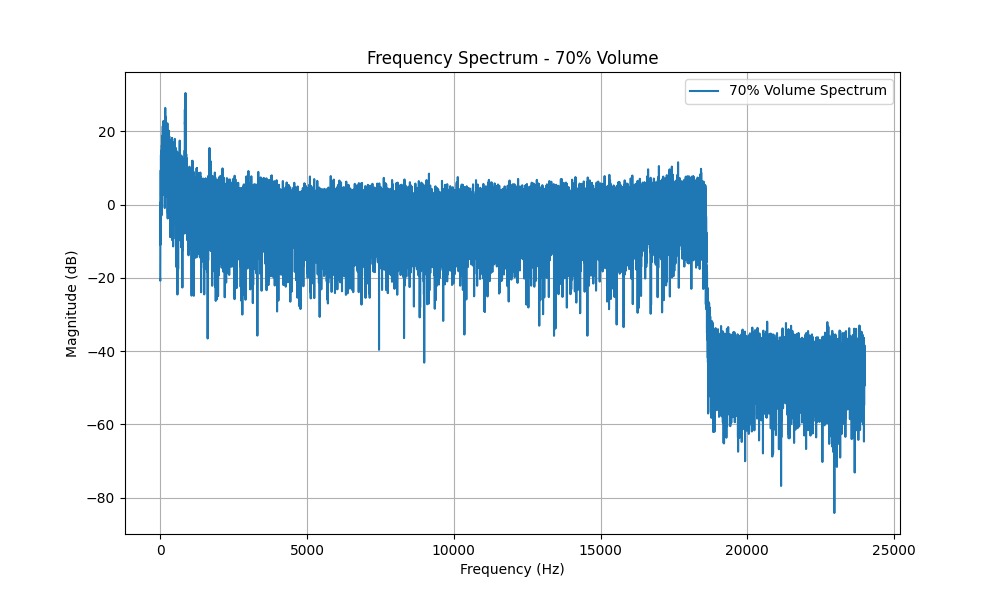 Frequency Spectrum - 70% Volume
70% Volume Spectrum
Magnitude (dB)
20
0
−20
−40
−60
−80
0 5000 10000 15000 20000 25000
Frequency (Hz)